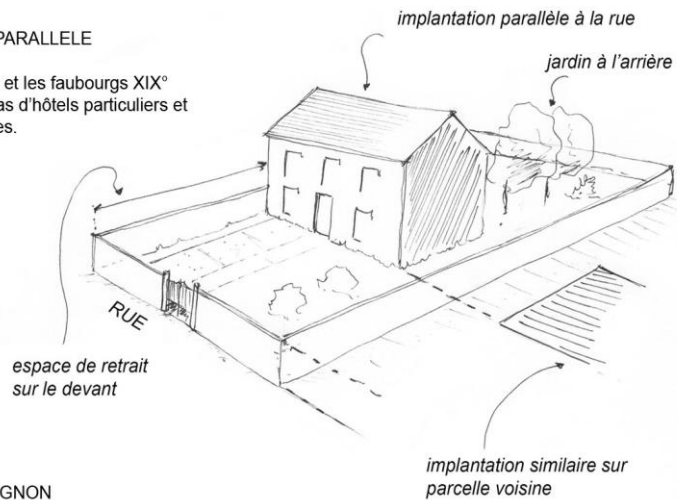 PARALLELE
et les faubourgs XIX°
as d'hôtels particuliers et
es.
implantation parallèle à la rue
jardin à l'arrière
RUE
espace de retrait
sur le devant
implantation similaire sur
parcelle voisine
GNON